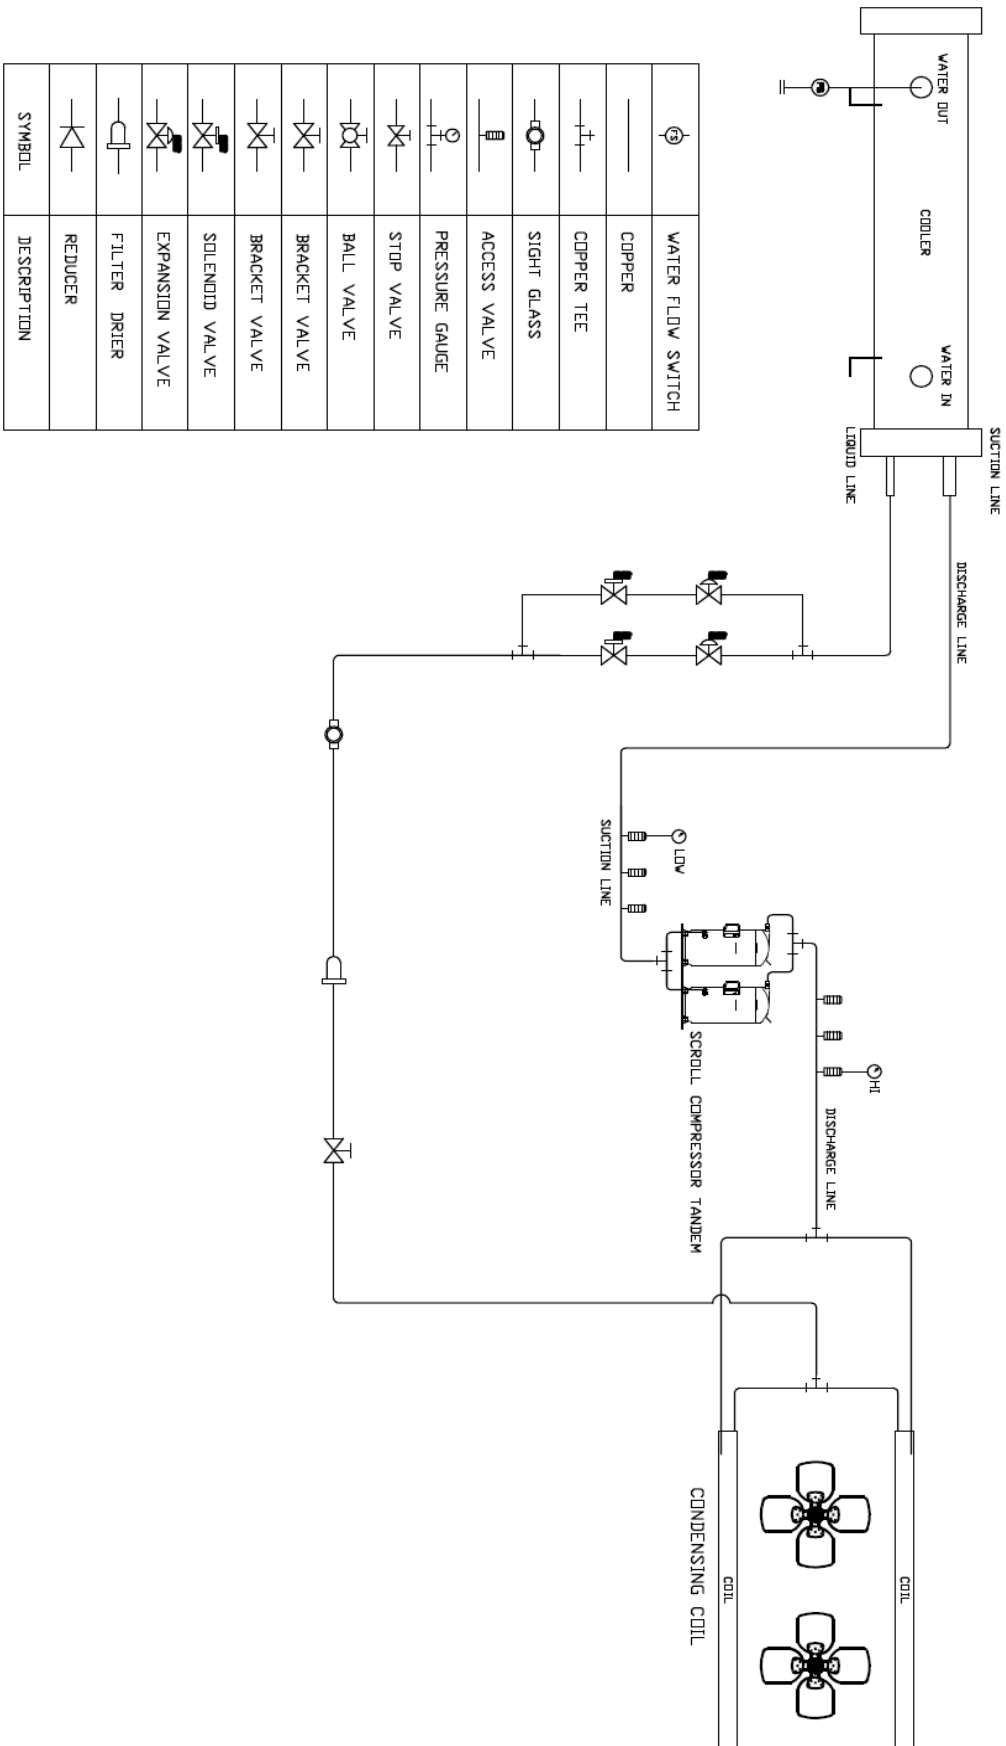 WATER OUT
COOLER
WATER IN
SUCTION LINE
LIQUID LINE
DISCHARGE LINE
LOW
SUCTION LINE
SCROLL COMPRESSOR TANDEM
HI
DISCHARGE LINE
CONDENSING COIL
COIL
COIL
FS
WATER FLOW SWITCH
COPPER
COPPER TEE
SIGHT GLASS
ACCESS VALVE
PRESSURE GAUGE
STOP VALVE
BALL VALVE
BRACKET VALVE
BRACKET VALVE
SOLENOID VALVE
EXPANSION VALVE
FILTER DRIER
REDUCER
SYMBOL DESCRIPTION